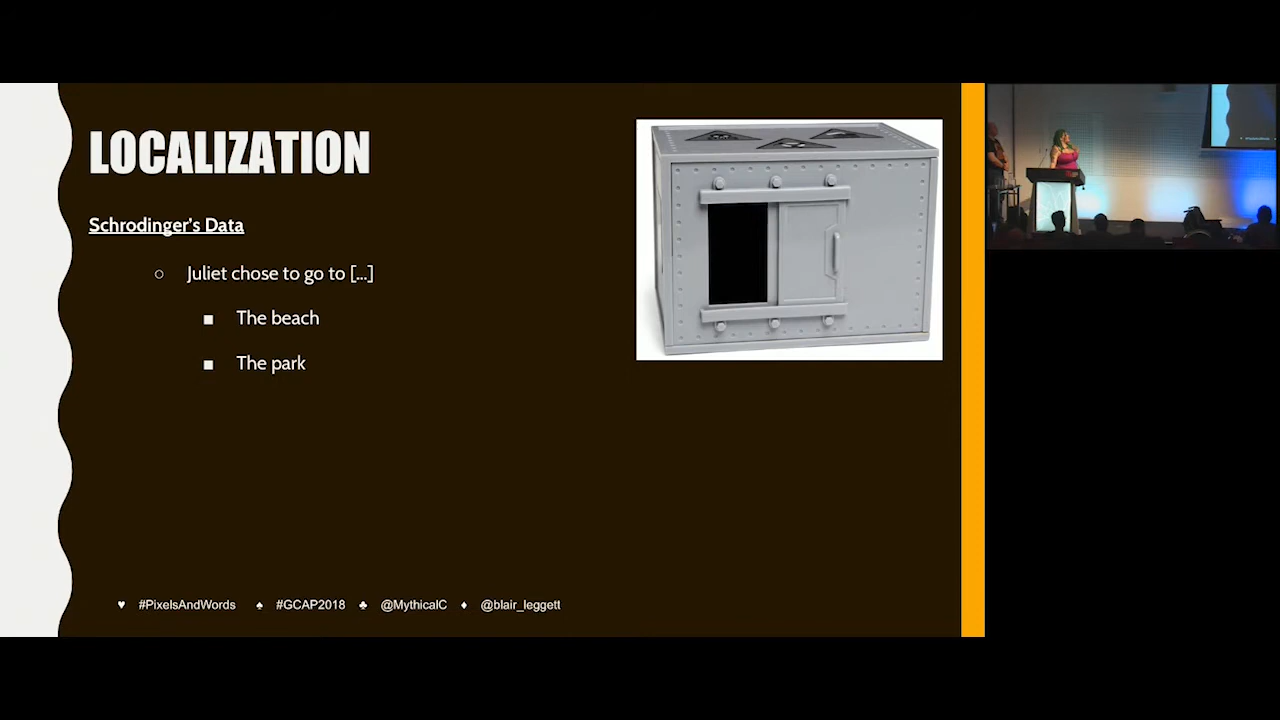 LOCALIZATION
Schrodinger's Data
Juliet chose to go to [...]
The beach
The park
♥ #PixelsAndWords ♠ #GCAP2018 ♣ @MythicalC ♦ @blair_leggett